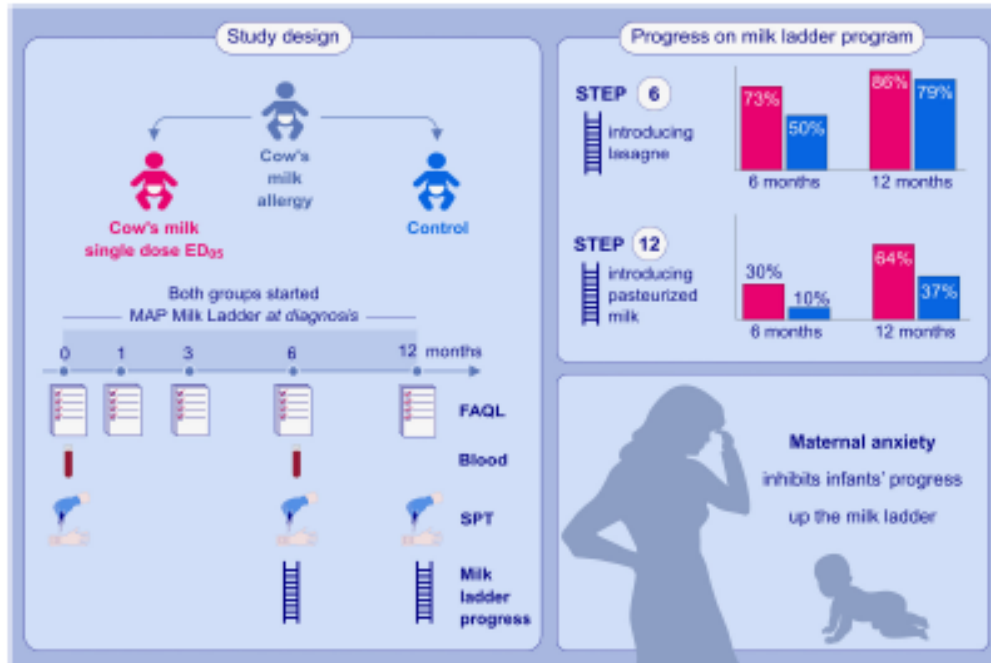 Study design
Cow's
milk
allergy
Cow's milk
single dose ED05
Control
Both groups started
MAP Milk Ladder at diagnosis
0 1 3 6 12 months
FAQL
Blood
SPT
Milk
ladder
progress
Progress on milk ladder program
STEP 6
introducing
lasagne
73% 50% 86% 79%
6 months 12 months
STEP 12
introducing
pasteurized
milk
30% 10% 64% 37%
6 months 12 months
Maternal anxiety
inhibits infants' progress
up the milk ladder